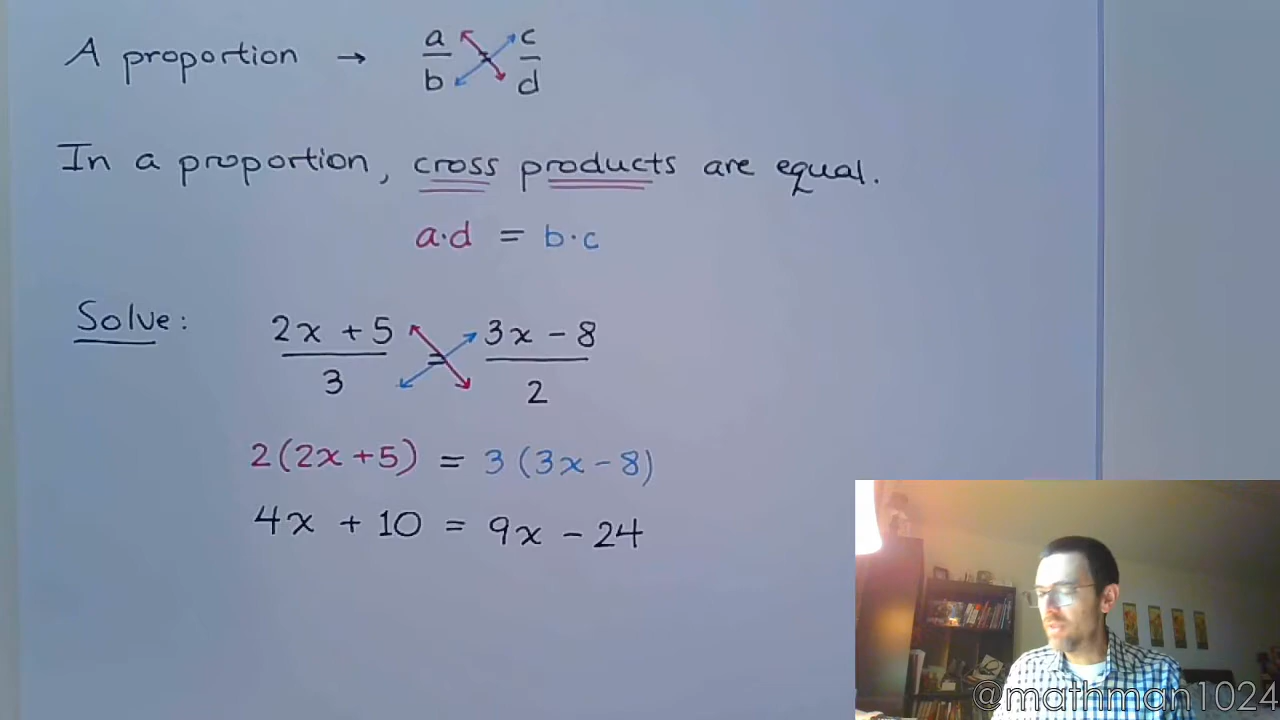 A proportion → a/b = c/d
In a proportion, cross products are equal.
a·d = b·c
Solve: (2x + 5)/3 = (3x - 8)/2
2(2x+5) = 3(3x-8)
4x + 10 = 9x - 24
@mathman1024